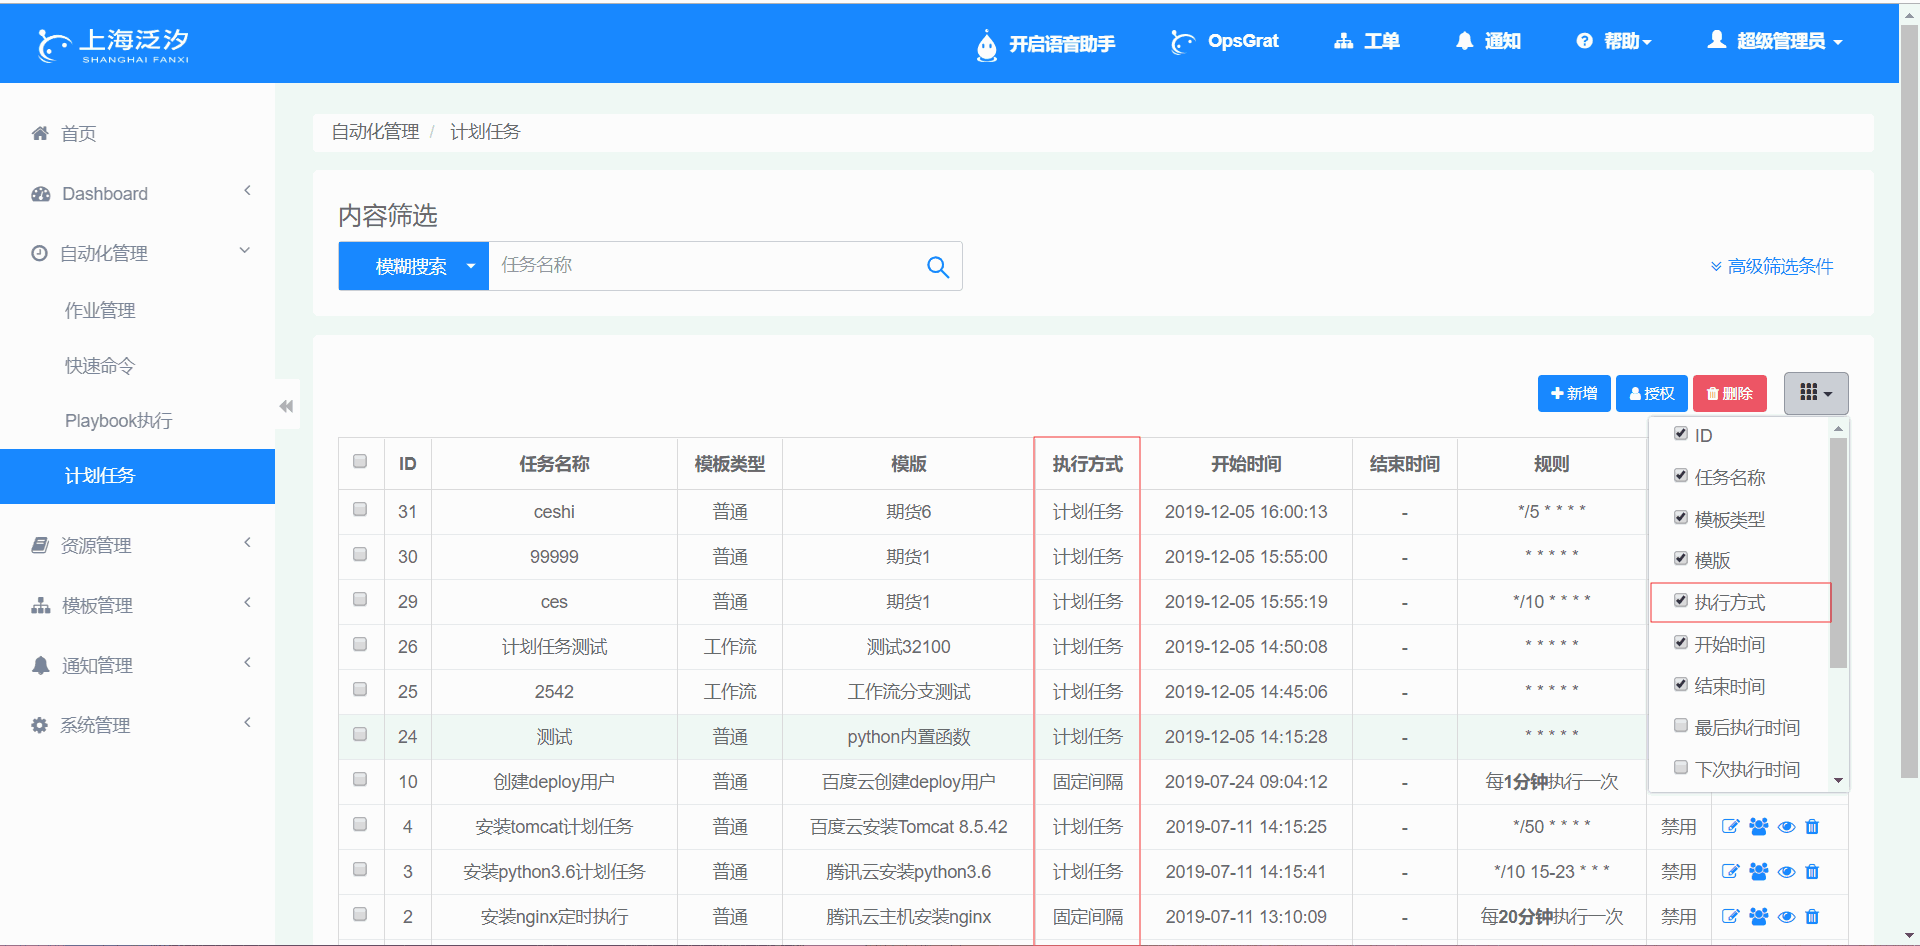 上海泛汐
SHANGHAI FANXI
开启语音助手
OpsGrat
工单
通知
帮助
超级管理员
首页
Dashboard
自动化管理
作业管理
快速命令
Playbook执行
计划任务
资源管理
模板管理
通知管理
系统管理
自动化管理 / 计划任务
内容筛选
模糊搜索 任务名称
高级筛选条件
新增 授权 删除
ID 任务名称 模板类型 模版 执行方式 开始时间 结束时间 规则
31 ceshi 普通 期货6 计划任务 2019-12-05 16:00:13 - */5 * * * *
30 99999 普通 期货1 计划任务 2019-12-05 15:55:00 - * * * * *
29 ces 普通 期货1 计划任务 2019-12-05 15:55:19 - */10 * * * *
26 计划任务测试 工作流 测试32100 计划任务 2019-12-05 14:50:08 - * * * * *
25 2542 工作流 工作流分支测试 计划任务 2019-12-05 14:45:06 - * * * * *
24 测试 普通 python内置函数 计划任务 2019-12-05 14:15:28 - * * * * *
10 创建deploy用户 普通 百度云创建deploy用户 固定间隔 2019-07-24 09:04:12 - 每1分钟执行一次
4 安装tomcat计划任务 普通 百度云安装Tomcat 8.5.42 计划任务 2019-07-11 14:15:25 - */50 * * * * 禁用
3 安装python3.6计划任务 普通 腾讯云安装python3.6 计划任务 2019-07-11 14:15:41 - */10 15-23 * * * 禁用
2 安装nginx定时执行 普通 腾讯云主机安装nginx 固定间隔 2019-07-11 13:10:09 - 每20分钟执行一次 禁用
ID
任务名称
模板类型
模版
执行方式
开始时间
结束时间
最后执行时间
下次执行时间